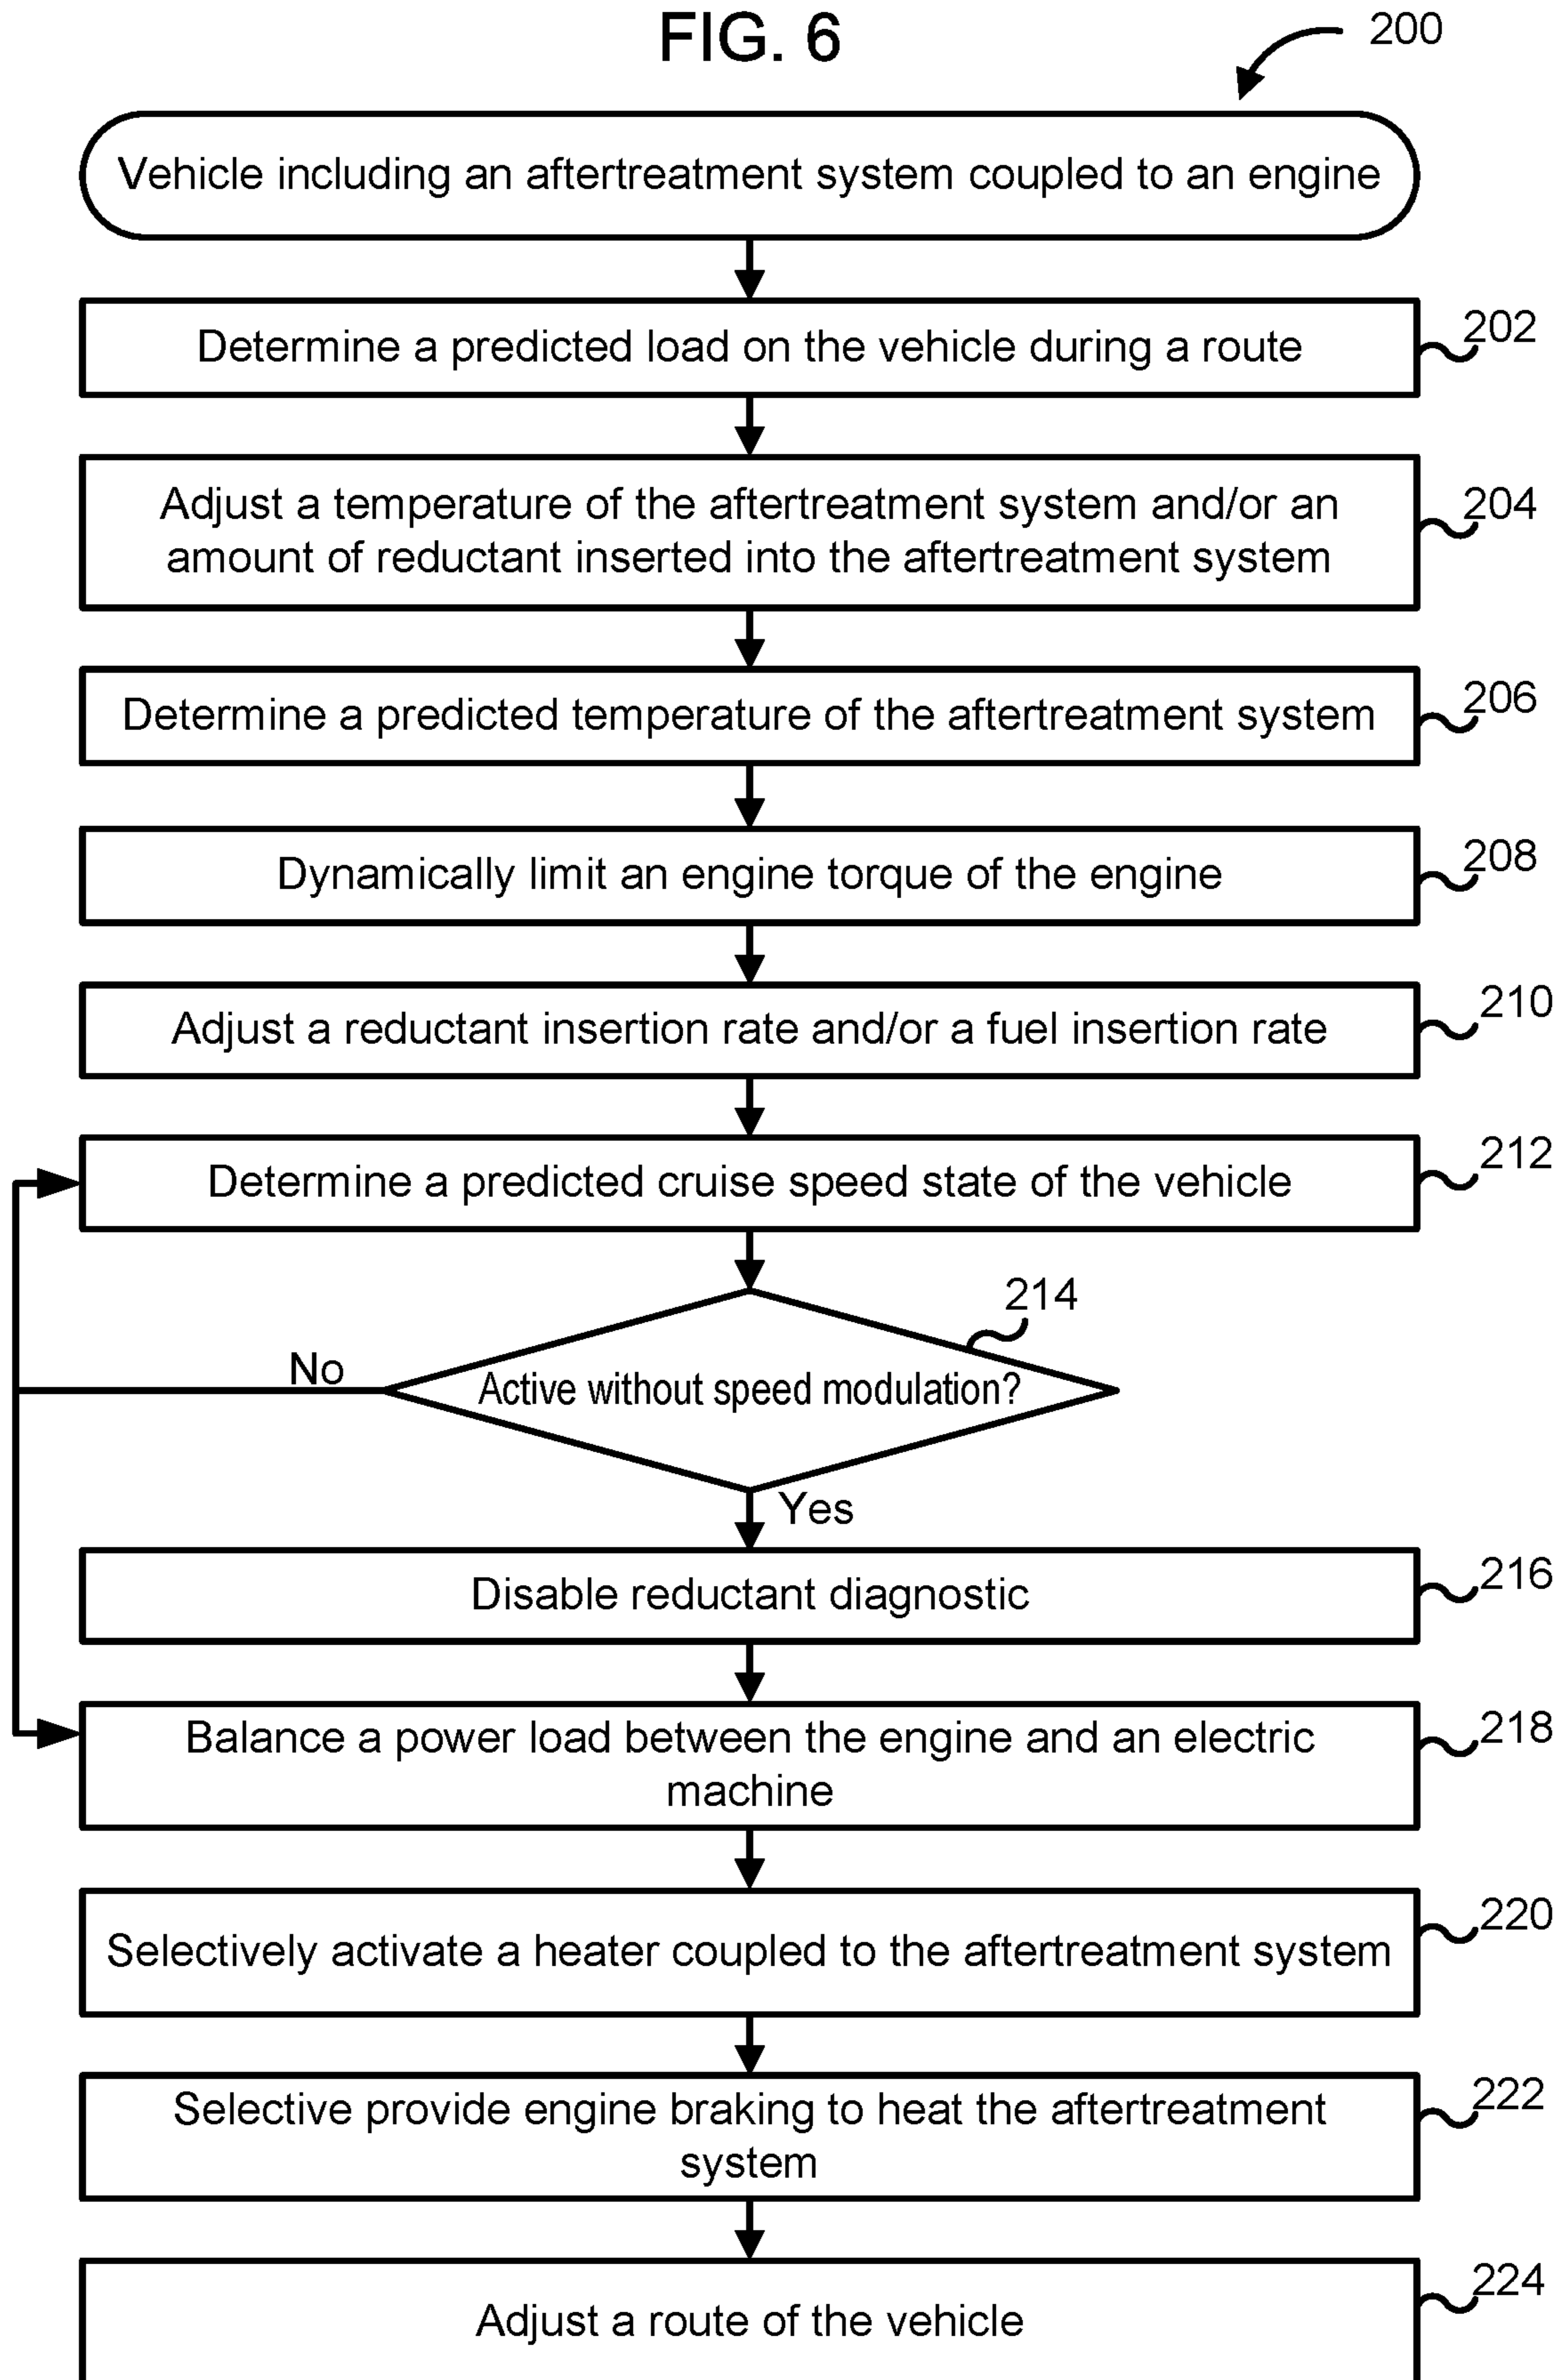 FIG. 6
200
Vehicle including an aftertreatment system coupled to an engine
Determine a predicted load on the vehicle during a route
202
Adjust a temperature of the aftertreatment system and/or an
amount of reductant inserted into the aftertreatment system
204
Determine a predicted temperature of the aftertreatment system
206
Dynamically limit an engine torque of the engine
208
Adjust a reductant insertion rate and/or a fuel insertion rate
210
Determine a predicted cruise speed state of the vehicle
212
214
No
Active without speed modulation?
Yes
Disable reductant diagnostic
216
Balance a power load between the engine and an electric
machine
218
Selectively activate a heater coupled to the aftertreatment system
220
Selective provide engine braking to heat the aftertreatment
system
222
Adjust a route of the vehicle
224